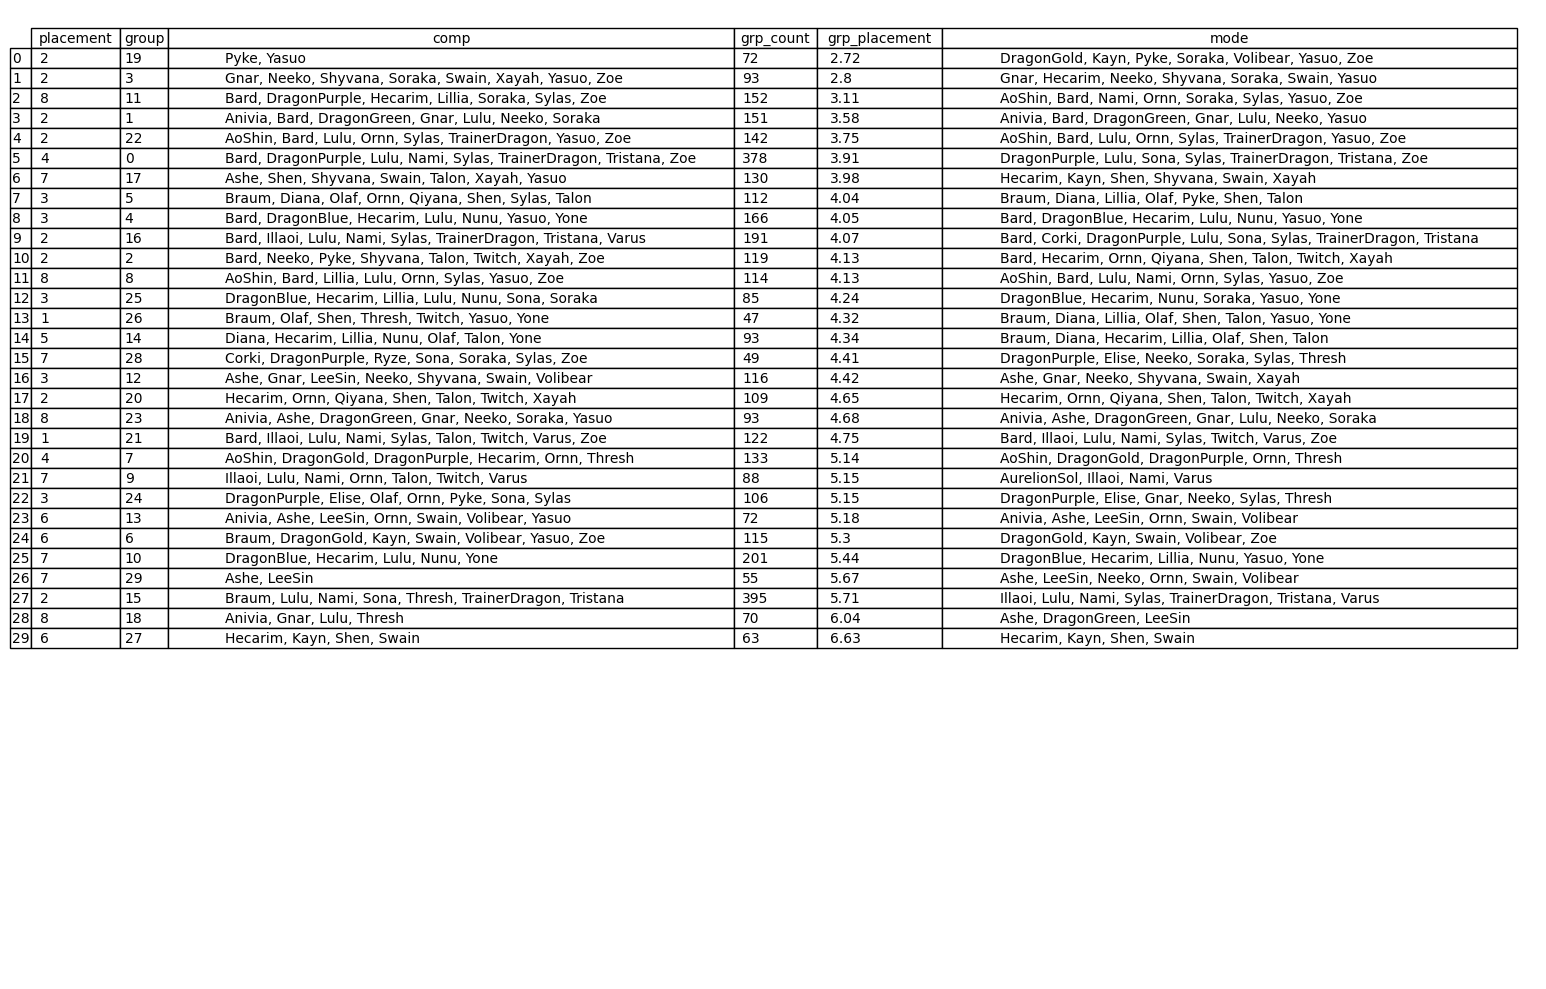 placement group comp grp_count grp_placement mode
0 2 19 Pyke, Yasuo 72 2.72 DragonGold, Kayn, Pyke, Soraka, Volibear, Yasuo, Zoe
1 2 3 Gnar, Neeko, Shyvana, Soraka, Swain, Xayah, Yasuo, Zoe 93 2.8 Gnar, Hecarim, Neeko, Shyvana, Soraka, Swain, Yasuo
2 8 11 Bard, DragonPurple, Hecarim, Lillia, Soraka, Sylas, Zoe 152 3.11 AoShin, Bard, Nami, Ornn, Soraka, Sylas, Yasuo, Zoe
3 2 1 Anivia, Bard, DragonGreen, Gnar, Lulu, Neeko, Soraka 151 3.58 Anivia, Bard, DragonGreen, Gnar, Lulu, Neeko, Yasuo
4 2 22 AoShin, Bard, Lulu, Ornn, Sylas, TrainerDragon, Yasuo, Zoe 142 3.75 AoShin, Bard, Lulu, Ornn, Sylas, TrainerDragon, Yasuo, Zoe
5 4 0 Bard, DragonPurple, Lulu, Nami, Sylas, TrainerDragon, Tristana, Zoe 378 3.91 DragonPurple, Lulu, Sona, Sylas, TrainerDragon, Tristana, Zoe
6 7 17 Ashe, Shen, Shyvana, Swain, Talon, Xayah, Yasuo 130 3.98 Hecarim, Kayn, Shen, Shyvana, Swain, Xayah
7 3 5 Braum, Diana, Olaf, Ornn, Qiyana, Shen, Sylas, Talon 112 4.04 Braum, Diana, Lillia, Olaf, Pyke, Shen, Talon
8 3 4 Bard, DragonBlue, Hecarim, Lulu, Nunu, Yasuo, Yone 166 4.05 Bard, DragonBlue, Hecarim, Lulu, Nunu, Yasuo, Yone
9 2 16 Bard, Illaoi, Lulu, Nami, Sylas, TrainerDragon, Tristana, Varus 191 4.07 Bard, Corki, DragonPurple, Lulu, Sona, Sylas, TrainerDragon, Tristana
10 2 2 Bard, Neeko, Pyke, Shyvana, Talon, Twitch, Xayah, Zoe 119 4.13 Bard, Hecarim, Ornn, Qiyana, Shen, Talon, Twitch, Xayah
11 8 8 AoShin, Bard, Lillia, Lulu, Ornn, Sylas, Yasuo, Zoe 114 4.13 AoShin, Bard, Lulu, Nami, Ornn, Sylas, Yasuo, Zoe
12 3 25 DragonBlue, Hecarim, Lillia, Lulu, Nunu, Sona, Soraka 85 4.24 DragonBlue, Hecarim, Nunu, Soraka, Yasuo, Yone
13 1 26 Braum, Olaf, Shen, Thresh, Twitch, Yasuo, Yone 47 4.32 Braum, Diana, Lillia, Olaf, Shen, Talon, Yasuo, Yone
14 5 14 Diana, Hecarim, Lillia, Nunu, Olaf, Talon, Yone 93 4.34 Braum, Diana, Hecarim, Lillia, Olaf, Shen, Talon
15 7 28 Corki, DragonPurple, Ryze, Sona, Soraka, Sylas, Zoe 49 4.41 DragonPurple, Elise, Neeko, Soraka, Sylas, Thresh
16 3 12 Ashe, Gnar, LeeSin, Neeko, Shyvana, Swain, Volibear 116 4.42 Ashe, Gnar, Neeko, Shyvana, Swain, Xayah
17 2 20 Hecarim, Ornn, Qiyana, Shen, Talon, Twitch, Xayah 109 4.65 Hecarim, Ornn, Qiyana, Shen, Talon, Twitch, Xayah
18 8 23 Anivia, Ashe, DragonGreen, Gnar, Neeko, Soraka, Yasuo 93 4.68 Anivia, Ashe, DragonGreen, Gnar, Lulu, Neeko, Soraka
19 1 21 Bard, Illaoi, Lulu, Nami, Sylas, Talon, Twitch, Varus, Zoe 122 4.75 Bard, Illaoi, Lulu, Nami, Sylas, Twitch, Varus, Zoe
20 4 7 AoShin, DragonGold, DragonPurple, Hecarim, Ornn, Thresh 133 5.14 AoShin, DragonGold, DragonPurple, Ornn, Thresh
21 7 9 Illaoi, Lulu, Nami, Ornn, Talon, Twitch, Varus 88 5.15 AurelionSol, Illaoi, Nami, Varus
22 3 24 DragonPurple, Elise, Olaf, Ornn, Pyke, Sona, Sylas 106 5.15 DragonPurple, Elise, Gnar, Neeko, Sylas, Thresh
23 6 13 Anivia, Ashe, LeeSin, Ornn, Swain, Volibear, Yasuo 72 5.18 Anivia, Ashe, LeeSin, Ornn, Swain, Volibear
24 6 6 Braum, DragonGold, Kayn, Swain, Volibear, Yasuo, Zoe 115 5.3 DragonGold, Kayn, Swain, Volibear, Zoe
25 7 10 DragonBlue, Hecarim, Lulu, Nunu, Yone 201 5.44 DragonBlue, Hecarim, Lillia, Nunu, Yasuo, Yone
26 7 29 Ashe, LeeSin 55 5.67 Ashe, LeeSin, Neeko, Ornn, Swain, Volibear
27 2 15 Braum, Lulu, Nami, Sona, Thresh, TrainerDragon, Tristana 395 5.71 Illaoi, Lulu, Nami, Sylas, TrainerDragon, Tristana, Varus
28 8 18 Anivia, Gnar, Lulu, Thresh 70 6.04 Ashe, DragonGreen, LeeSin
29 6 27 Hecarim, Kayn, Shen, Swain 63 6.63 Hecarim, Kayn, Shen, Swain